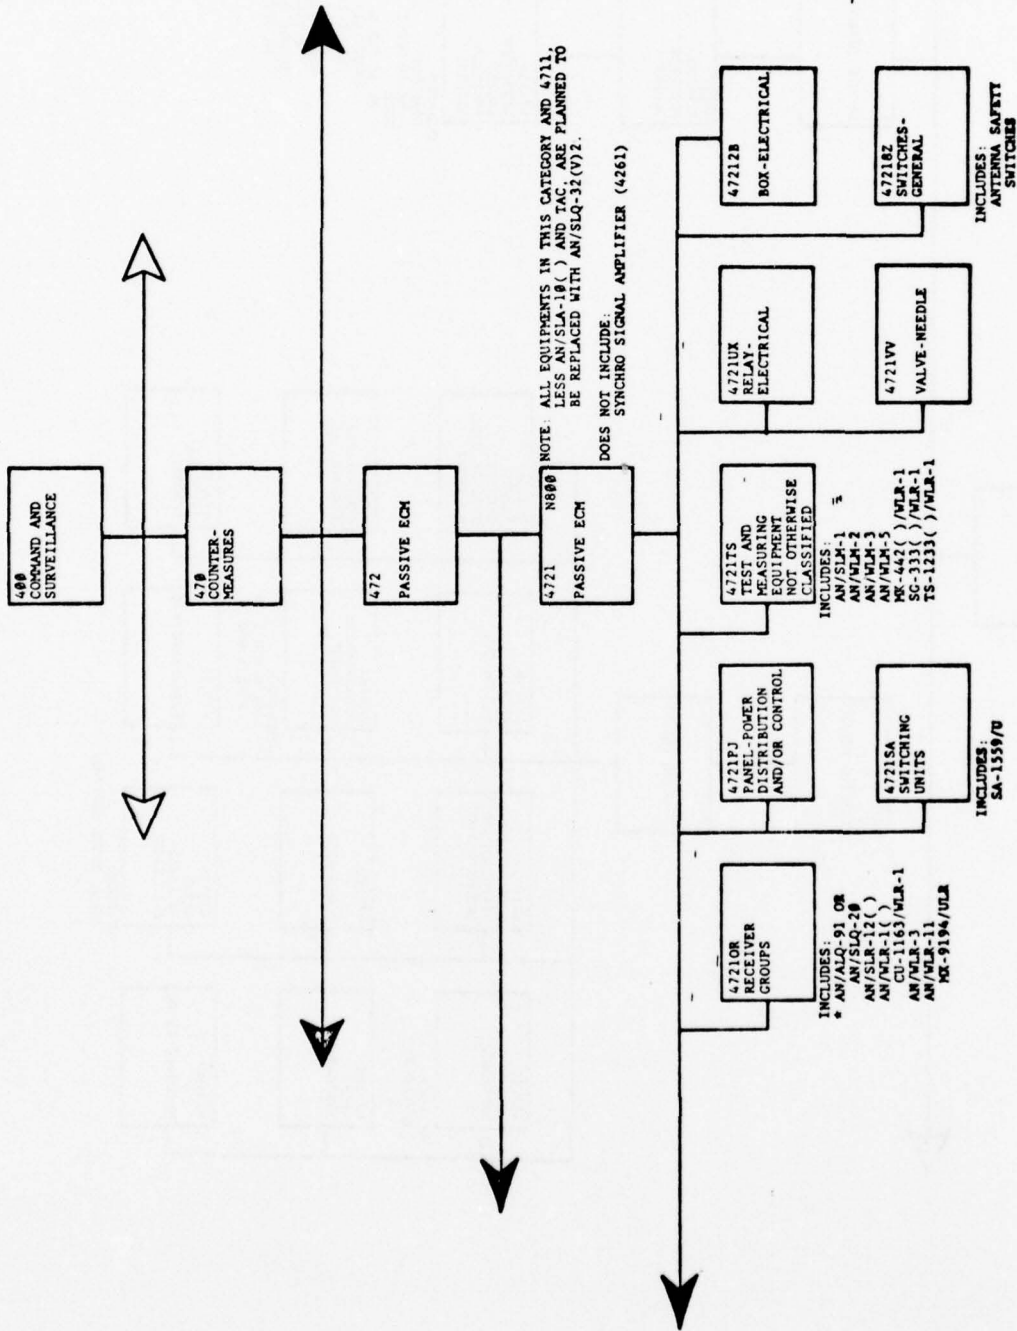 400
COMMAND AND
SURVEILLANCE
470
COUNTER-
MEASURES
472
PASSIVE ECM
4721 N800
PASSIVE ECM
NOTE: ALL EQUIPMENTS IN THIS CATEGORY AND 4711,
LESS AN/SLA-10( ) AND TAC, ARE PLANNED TO
BE REPLACED WITH AN/SLQ-32(V)2.
DOES NOT INCLUDE:
SYNCHRO SIGNAL AMPLIFIER (4261)
4721OR
RECEIVER
GROUPS
INCLUDES:
* AN/ALQ-91 OR
AN/SLQ-20
AN/SLR-12( )
AN/WLR-1( )
CU-1163/WLR-1
AN/WLR-3
AN/WLR-11
MX-9194/ULR
4721PJ
PANEL-POWER
DISTRIBUTION
AND/OR CONTROL
4721SA
SWITCHING
UNITS
INCLUDES:
SA-1559/U
4721TS
TEST AND
MEASURING
EQUIPMENT
NOT OTHERWISE
CLASSIFIED
INCLUDES:
AN/SLM-1
AN/WLM-2
AN/WLM-3
AN/WLM-5
MX-442( )/WLR-1
SC-333( )/WLR-1
TS-1233( )/WLR-1
4721UX
RELAY-
ELECTRICAL
4721VV
VALVE-NEEDLE
47212B
BOX-ELECTRICAL
47218Z
SWITCHES-
GENERAL
INCLUDES:
ANTENNA SAFETY
SWITCHES